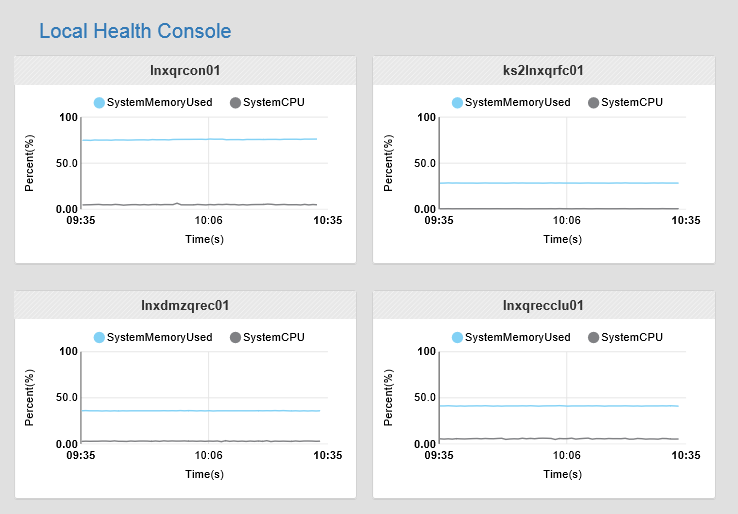 Local Health Console
lnxqrcon01
SystemMemoryUsed SystemCPU
100
50.0
0.00
Percent(%)
09:35 10:06 10:35
Time(s)
ks2lnxqrfc01
SystemMemoryUsed SystemCPU
100
50.0
0.00
Percent(%)
09:35 10:06 10:35
Time(s)
lnxdmzqrec01
SystemMemoryUsed SystemCPU
100
50.0
0.00
Percent(%)
09:35 10:06 10:35
Time(s)
lnxqrecclu01
SystemMemoryUsed SystemCPU
100
50.0
0.00
Percent(%)
09:35 10:06 10:35
Time(s)